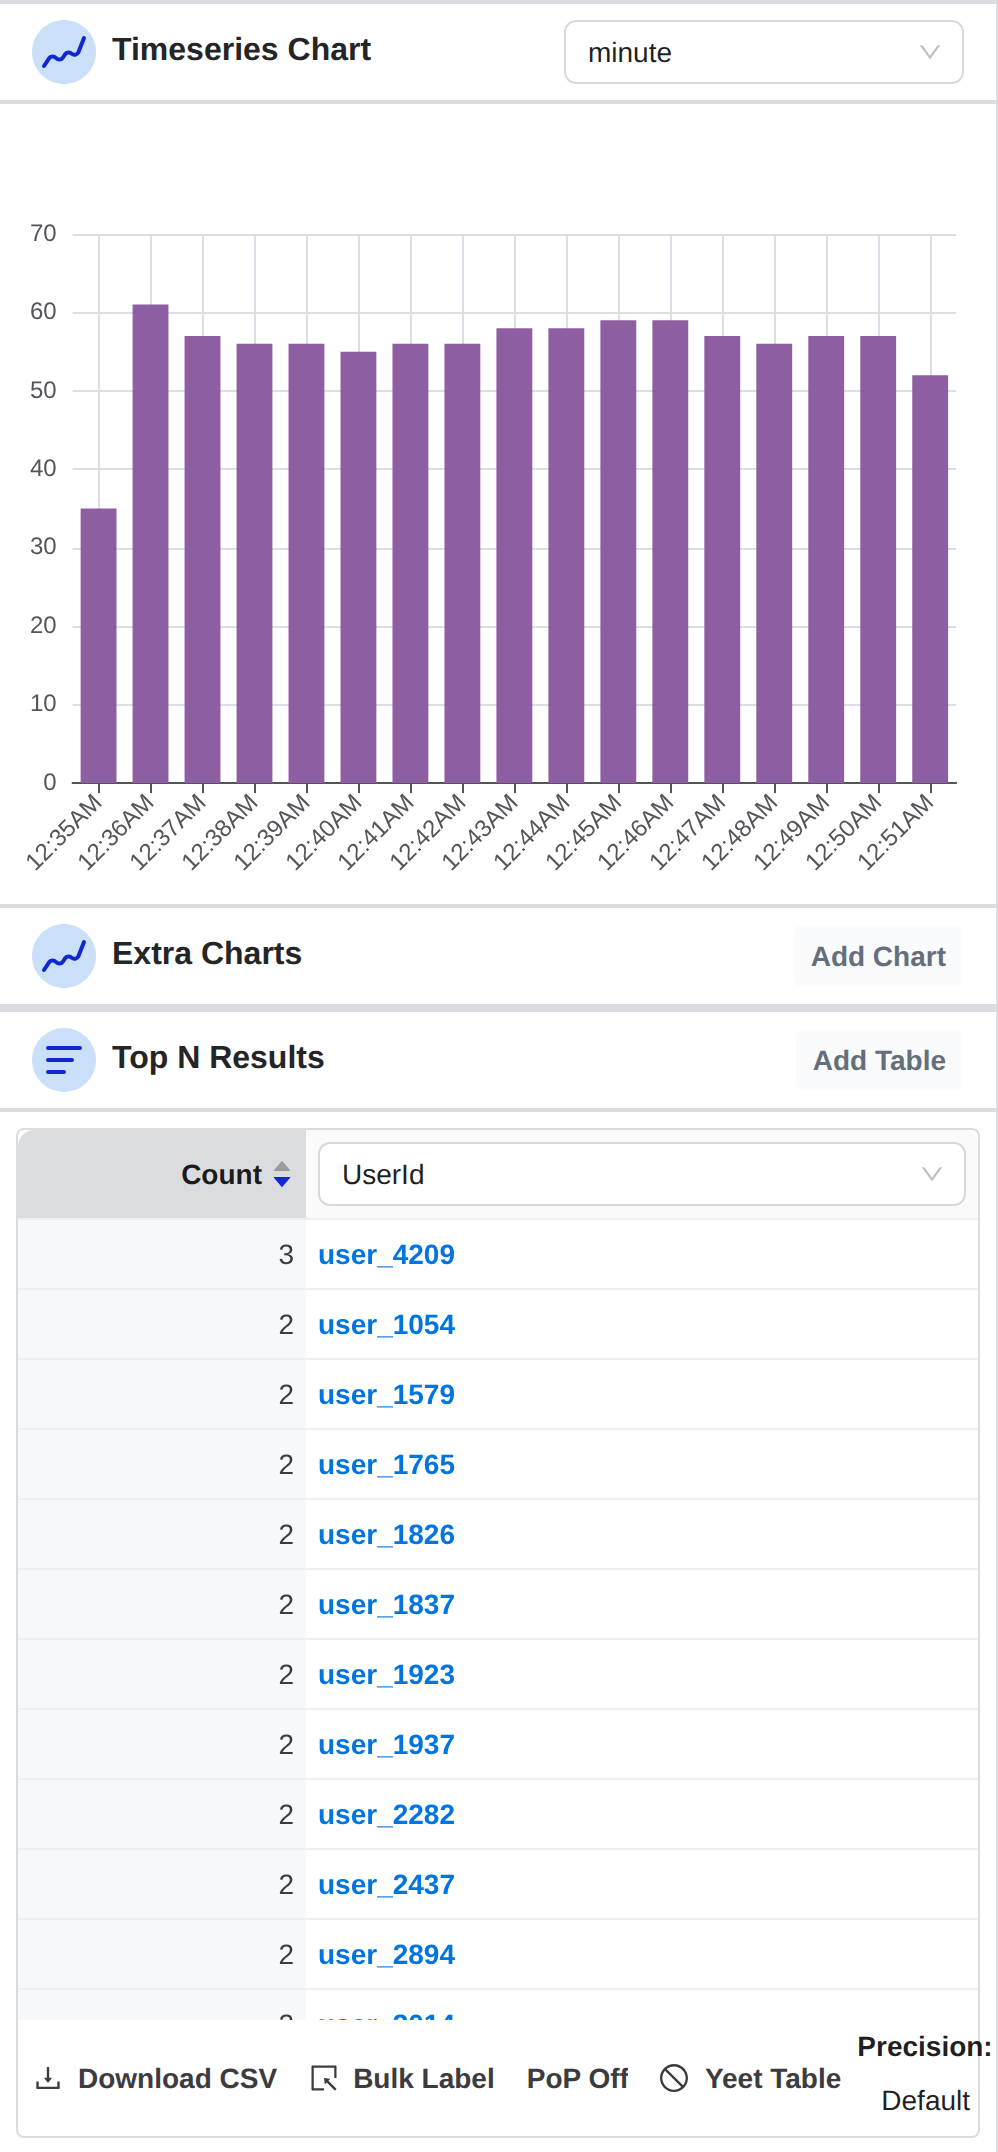 Timeseries Chart
minute
70
60
50
40
30
20
10
0
12:35AM
12:36AM
12:37AM
12:38AM
12:39AM
12:40AM
12:41AM
12:42AM
12:43AM
12:44AM
12:45AM
12:46AM
12:47AM
12:48AM
12:49AM
12:50AM
12:51AM
Extra Charts
Add Chart
Top N Results
Add Table
Count UserId
3 user_4209
2 user_1054
2 user_1579
2 user_1765
2 user_1826
2 user_1837
2 user_1923
2 user_1937
2 user_2282
2 user_2437
2 user_2894
Download CSV Bulk Label PoP Off Yeet Table
Precision:
Default